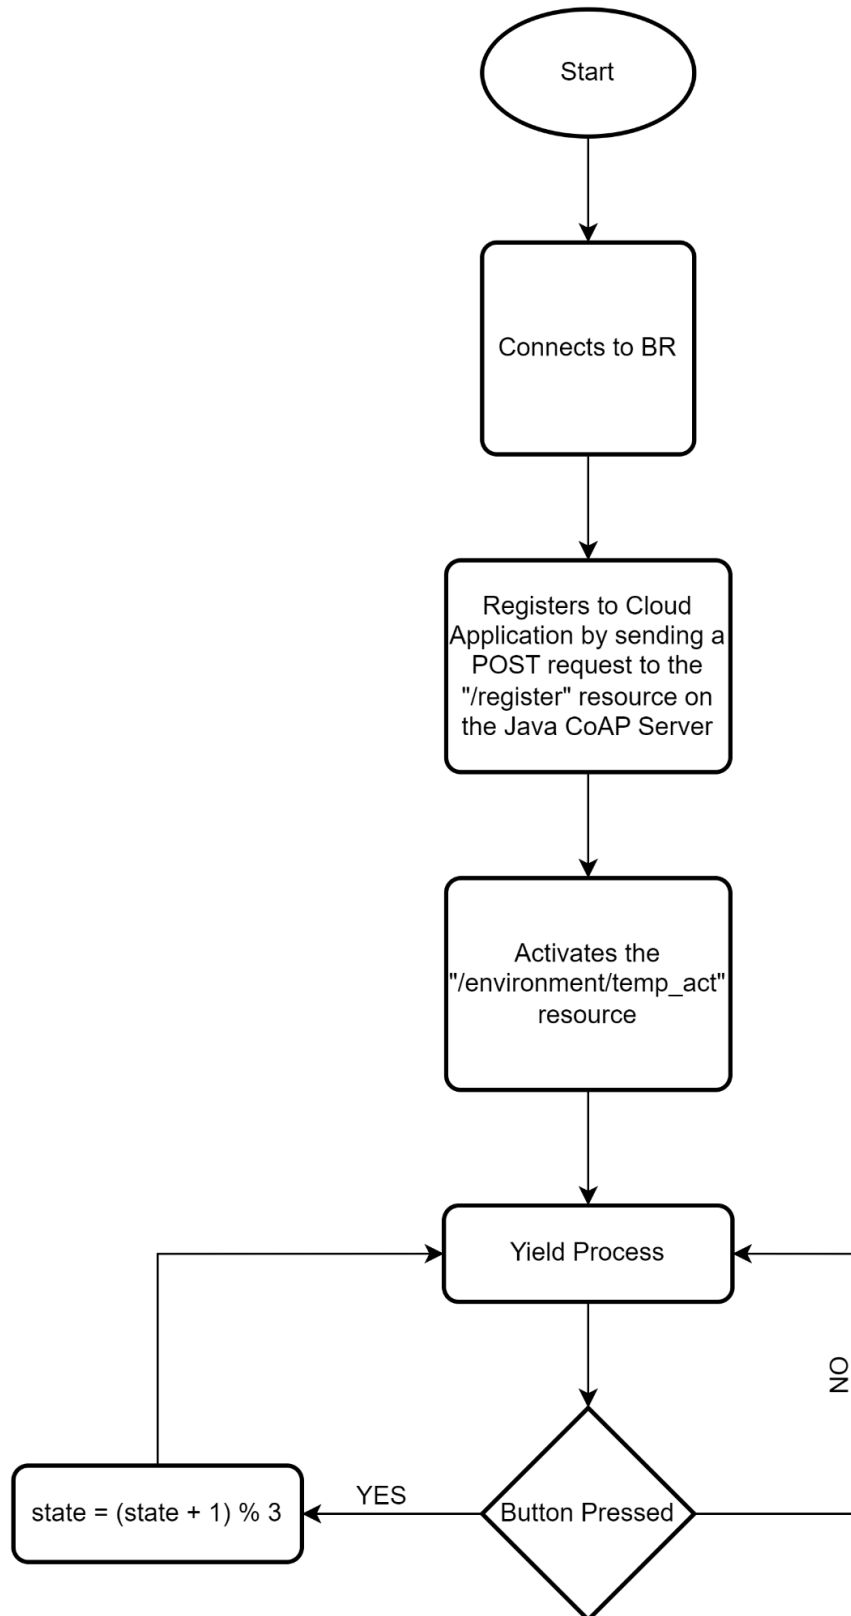 Start
Connects to BR
Registers to Cloud
Application by sending a
POST request to the
"/register" resource on
the Java CoAP Server
Activates the
"/environment/temp_act"
resource
Yield Process
NO
YES
state = (state + 1) % 3
Button Pressed